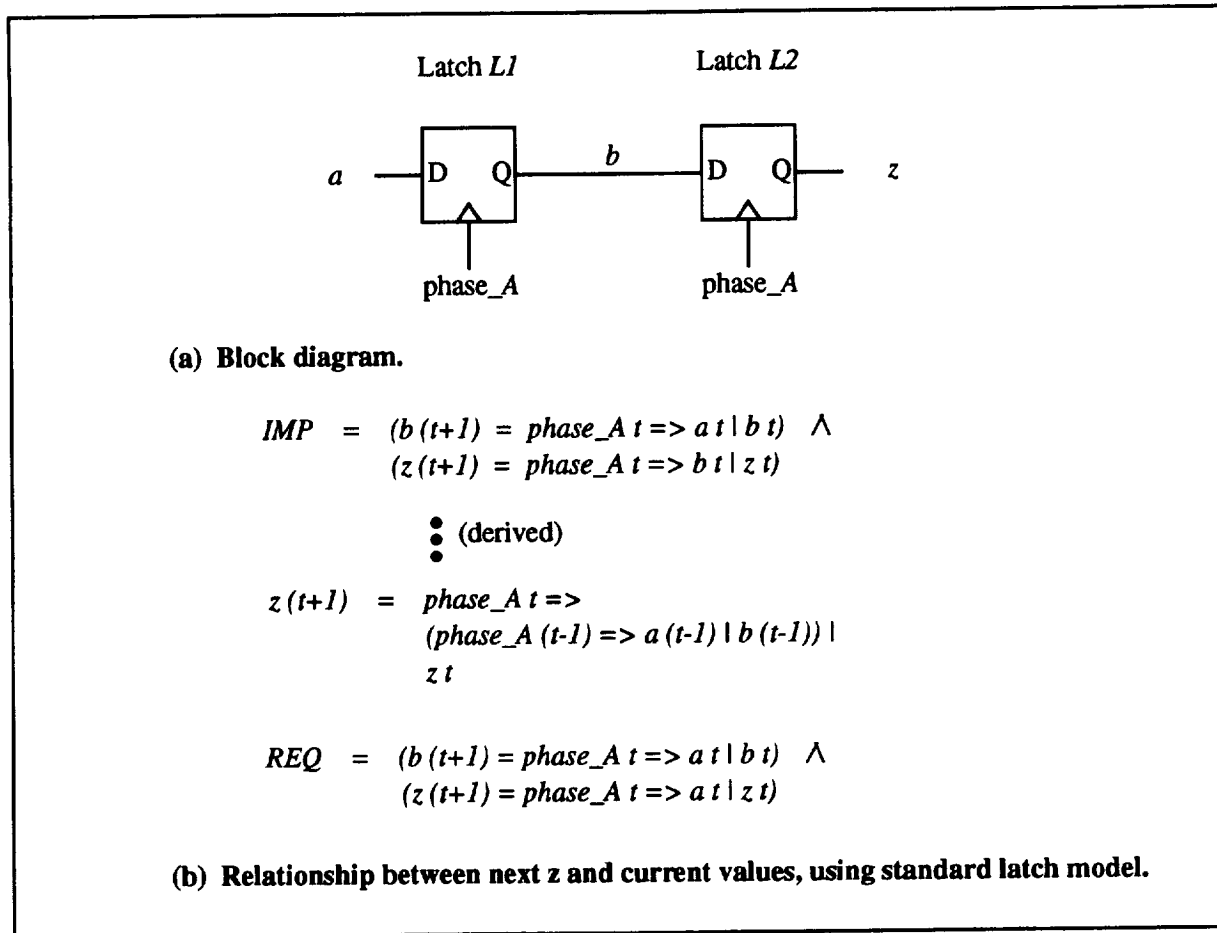 Latch L1 Latch L2
a D Q b D Q z
phase_A phase_A
(a) Block diagram.
IMP = (b (t+1) = phase_A t => a t | b t) ∧
(z (t+1) = phase_A t => b t | z t)
(derived)
z (t+1) = phase_A t =>
(phase_A (t-1) => a (t-1) | b (t-1)) |
z t
REQ = (b (t+1) = phase_A t => a t | b t) ∧
(z (t+1) = phase_A t => a t | z t)
(b) Relationship between next z and current values, using standard latch model.